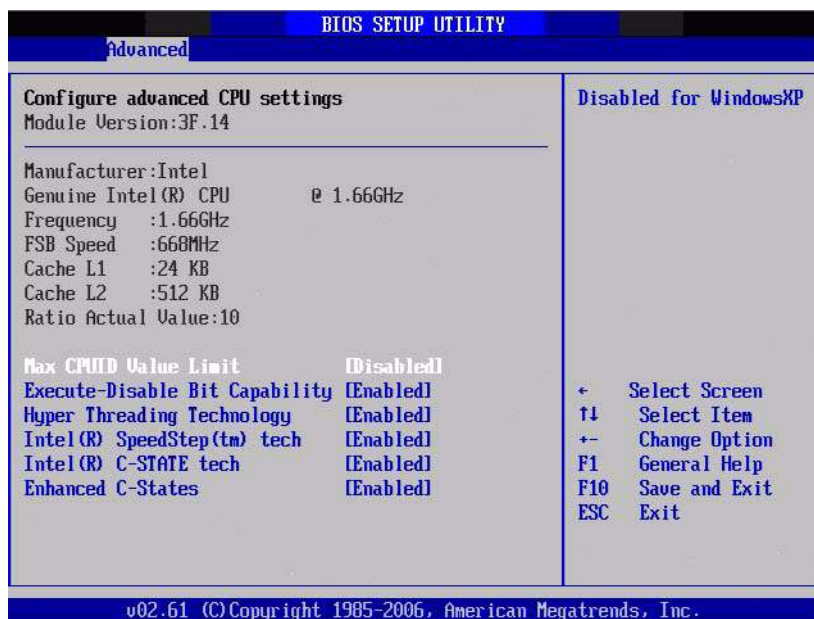 BIOS SETUP UTILITY
Advanced
Configure advanced CPU settings
Module Version:3F.14
Manufacturer:Intel
Genuine Intel(R) CPU @ 1.66GHz
Frequency :1.66GHz
FSB Speed :668MHz
Cache L1 :24 KB
Cache L2 :512 KB
Ratio Actual Value:10
Max CPUID Value Limit [Disabled]
Execute-Disable Bit Capability [Enabled]
Hyper Threading Technology [Enabled]
Intel(R) SpeedStep(tm) tech [Enabled]
Intel(R) C-STATE tech [Enabled]
Enhanced C-States [Enabled]
Disabled for WindowsXP
← Select Screen
↑↓ Select Item
+- Change Option
F1 General Help
F10 Save and Exit
ESC Exit
v02.61 (C)Copyright 1985-2006, American Megatrends, Inc.